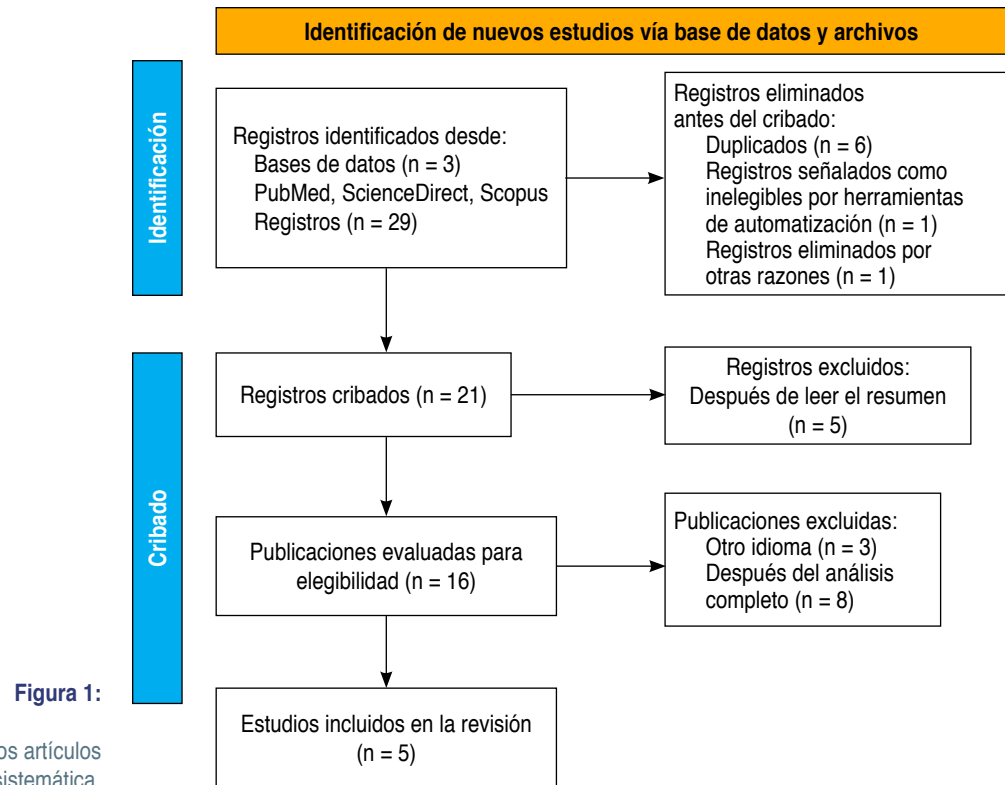 Identificación de nuevos estudios vía base de datos y archivos
Identificación
Registros identificados desde:
Bases de datos (n = 3)
PubMed, ScienceDirect, Scopus
Registros (n = 29)
Registros eliminados
antes del cribado:
Duplicados (n = 6)
Registros señalados como
inelegibles por herramientas
de automatización (n = 1)
Registros eliminados por
otras razones (n = 1)
Cribado
Registros cribados (n = 21)
Registros excluidos:
Después de leer el resumen
(n = 5)
Publicaciones evaluadas para
elegibilidad (n = 16)
Publicaciones excluidas:
Otro idioma (n = 3)
Después del análisis
completo (n = 8)
Estudios incluidos en la revisión
(n = 5)
Figura 1:
os artículos
sistemática.